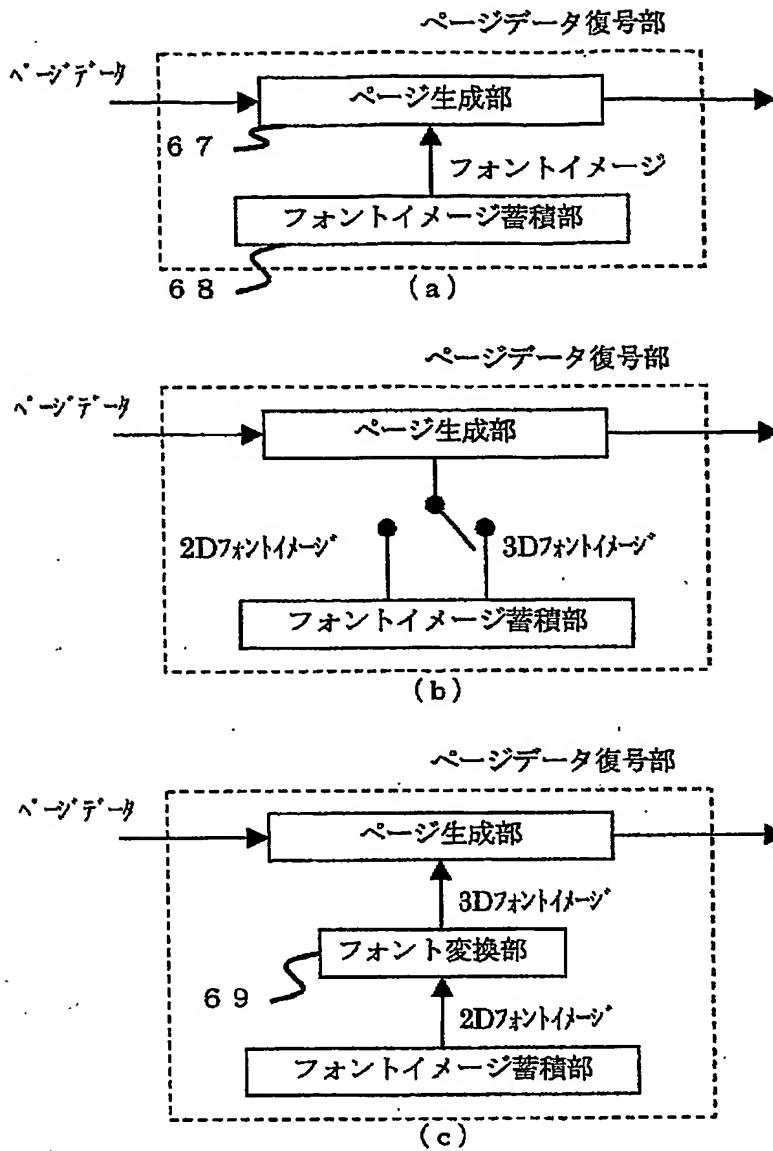 ページデータ復号部
ページデータ
ページ生成部
67
フォントイメージ
フォントイメージ蓄積部
68
(a)
ページデータ復号部
ページデータ
ページ生成部
2Dフォントイメージ
3Dフォントイメージ
フォントイメージ蓄積部
(b)
ページデータ復号部
ページデータ
ページ生成部
3Dフォントイメージ
フォント変換部
69
2Dフォントイメージ
フォントイメージ蓄積部
(c)